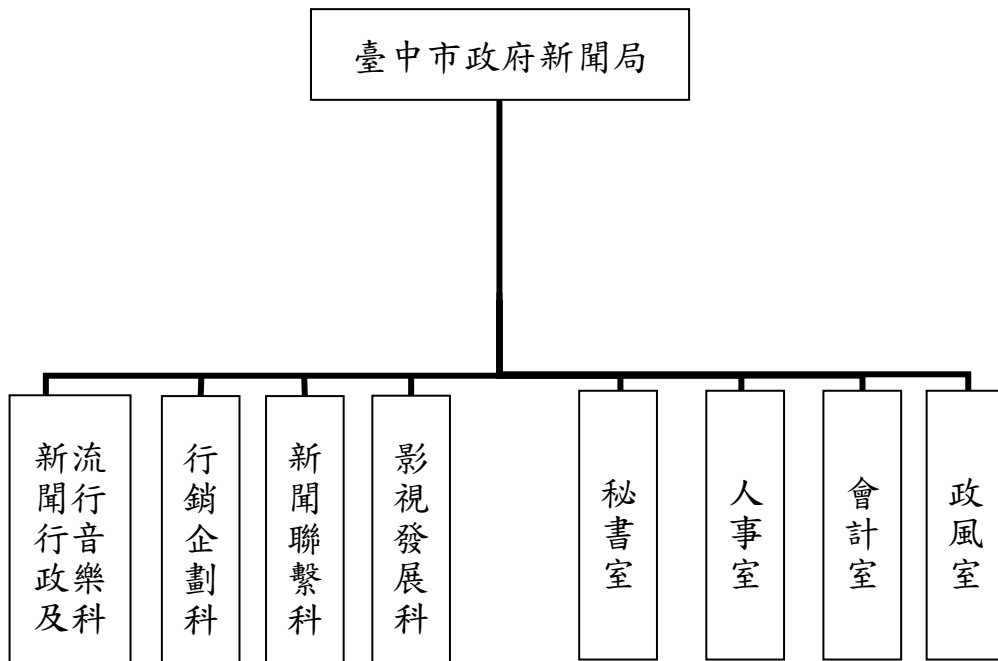 臺中市政府新聞局
新聞行政及
流行音樂科
行銷企劃科
新聞聯繫科
影視發展科
秘書室
人事室
會計室
政風室